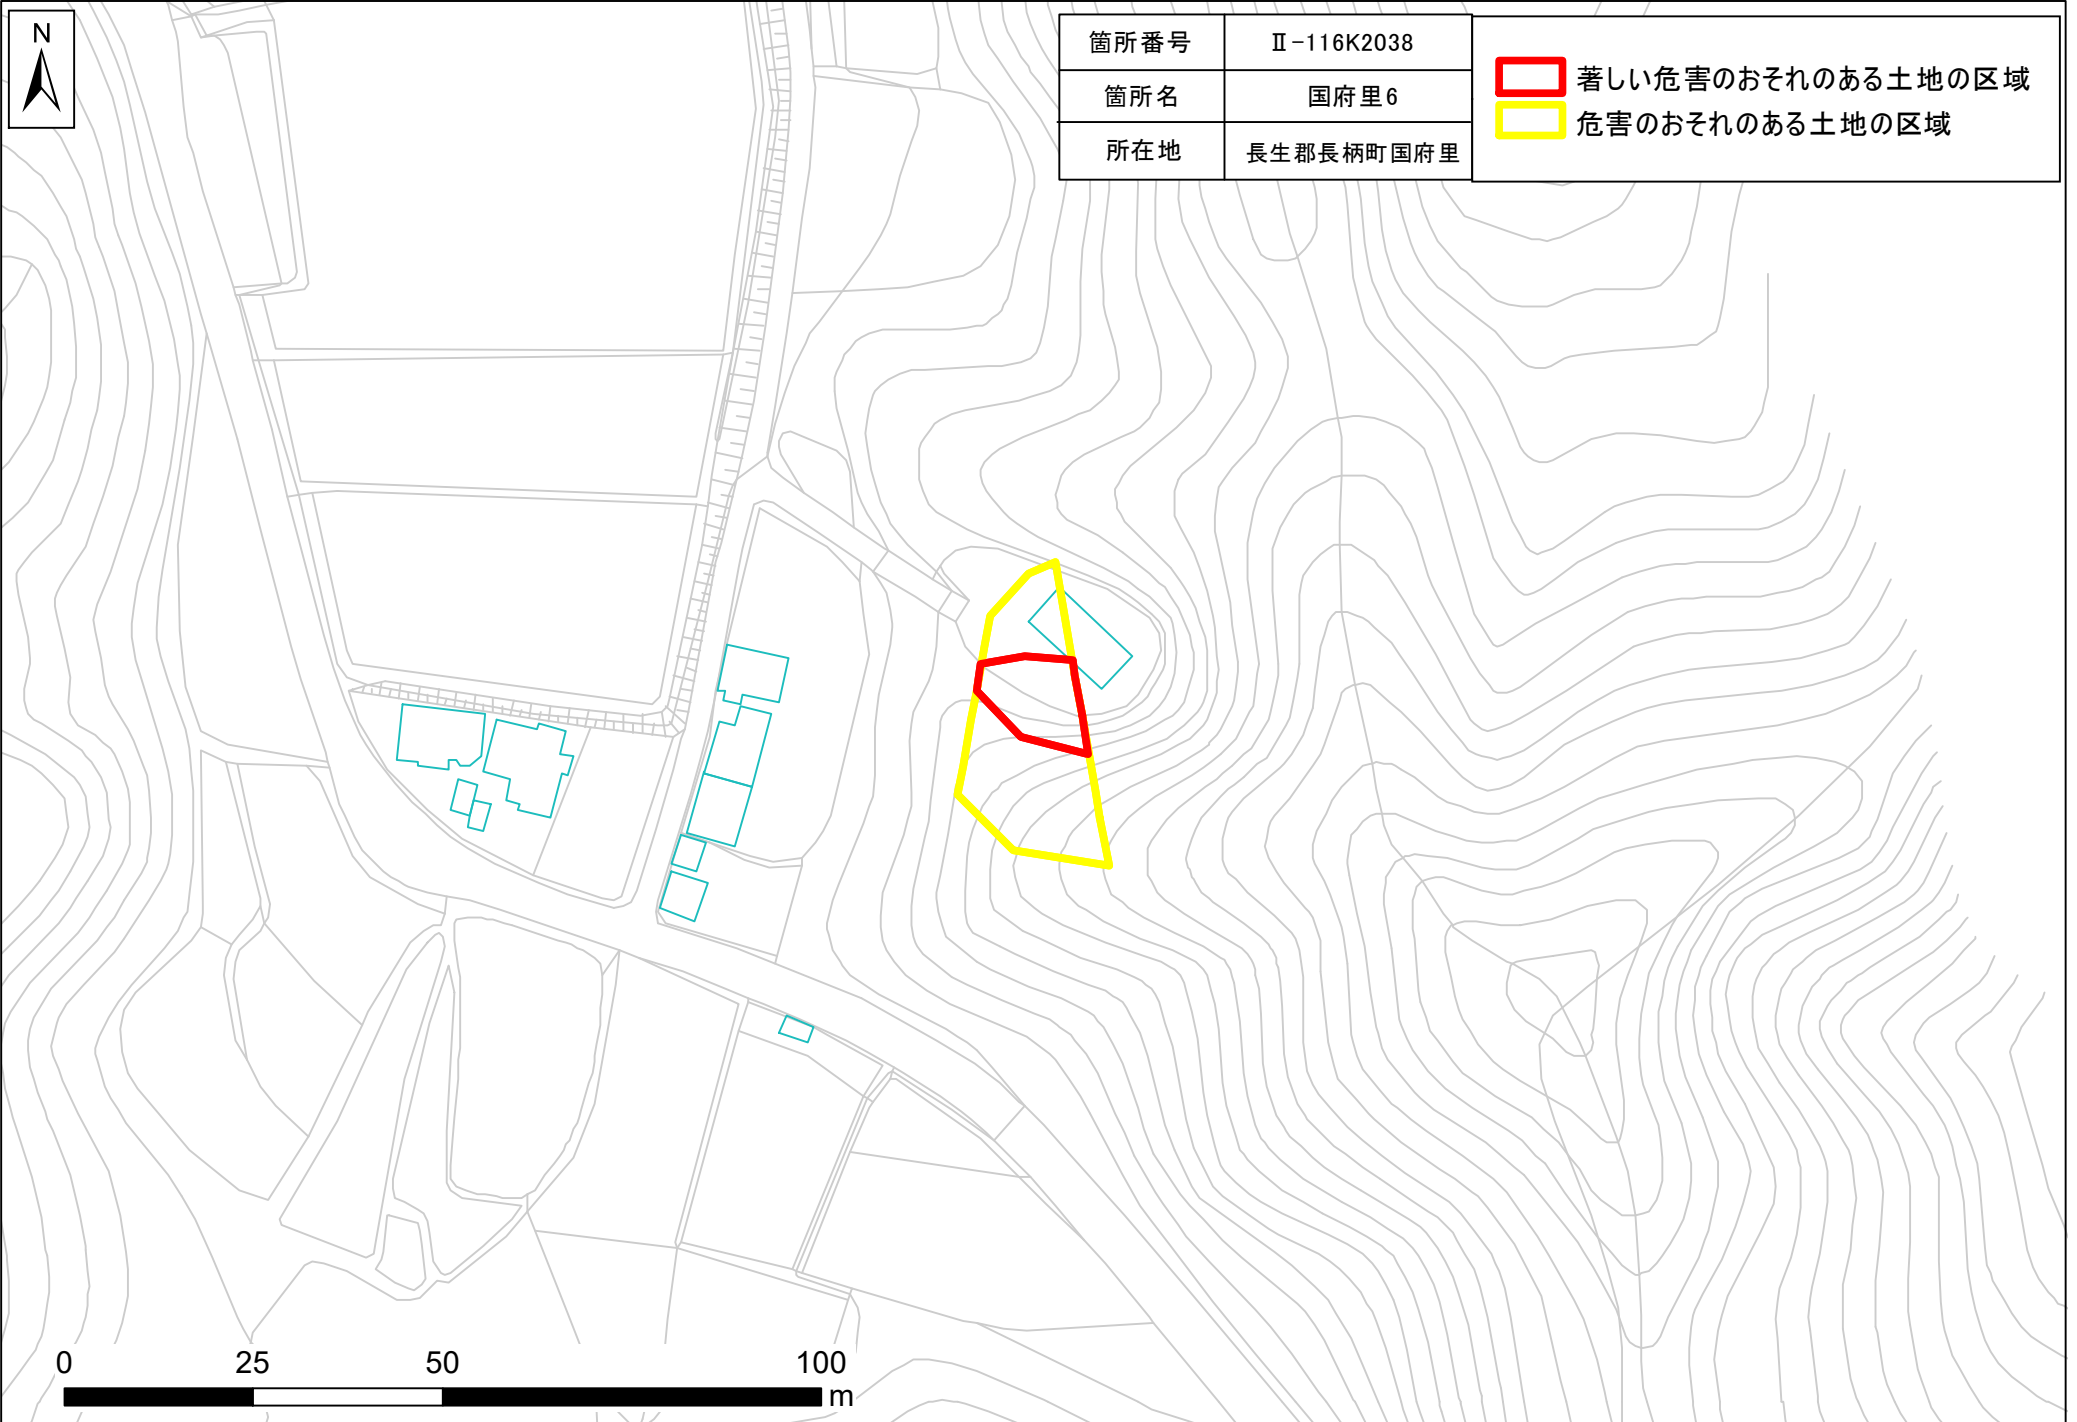 N
箇所番号 Ⅱ-116K2038
箇所名 国府里6
所在地 長生郡長柄町国府里
著しい危害のおそれのある土地の区域
危害のおそれのある土地の区域
0 25 50 100
m